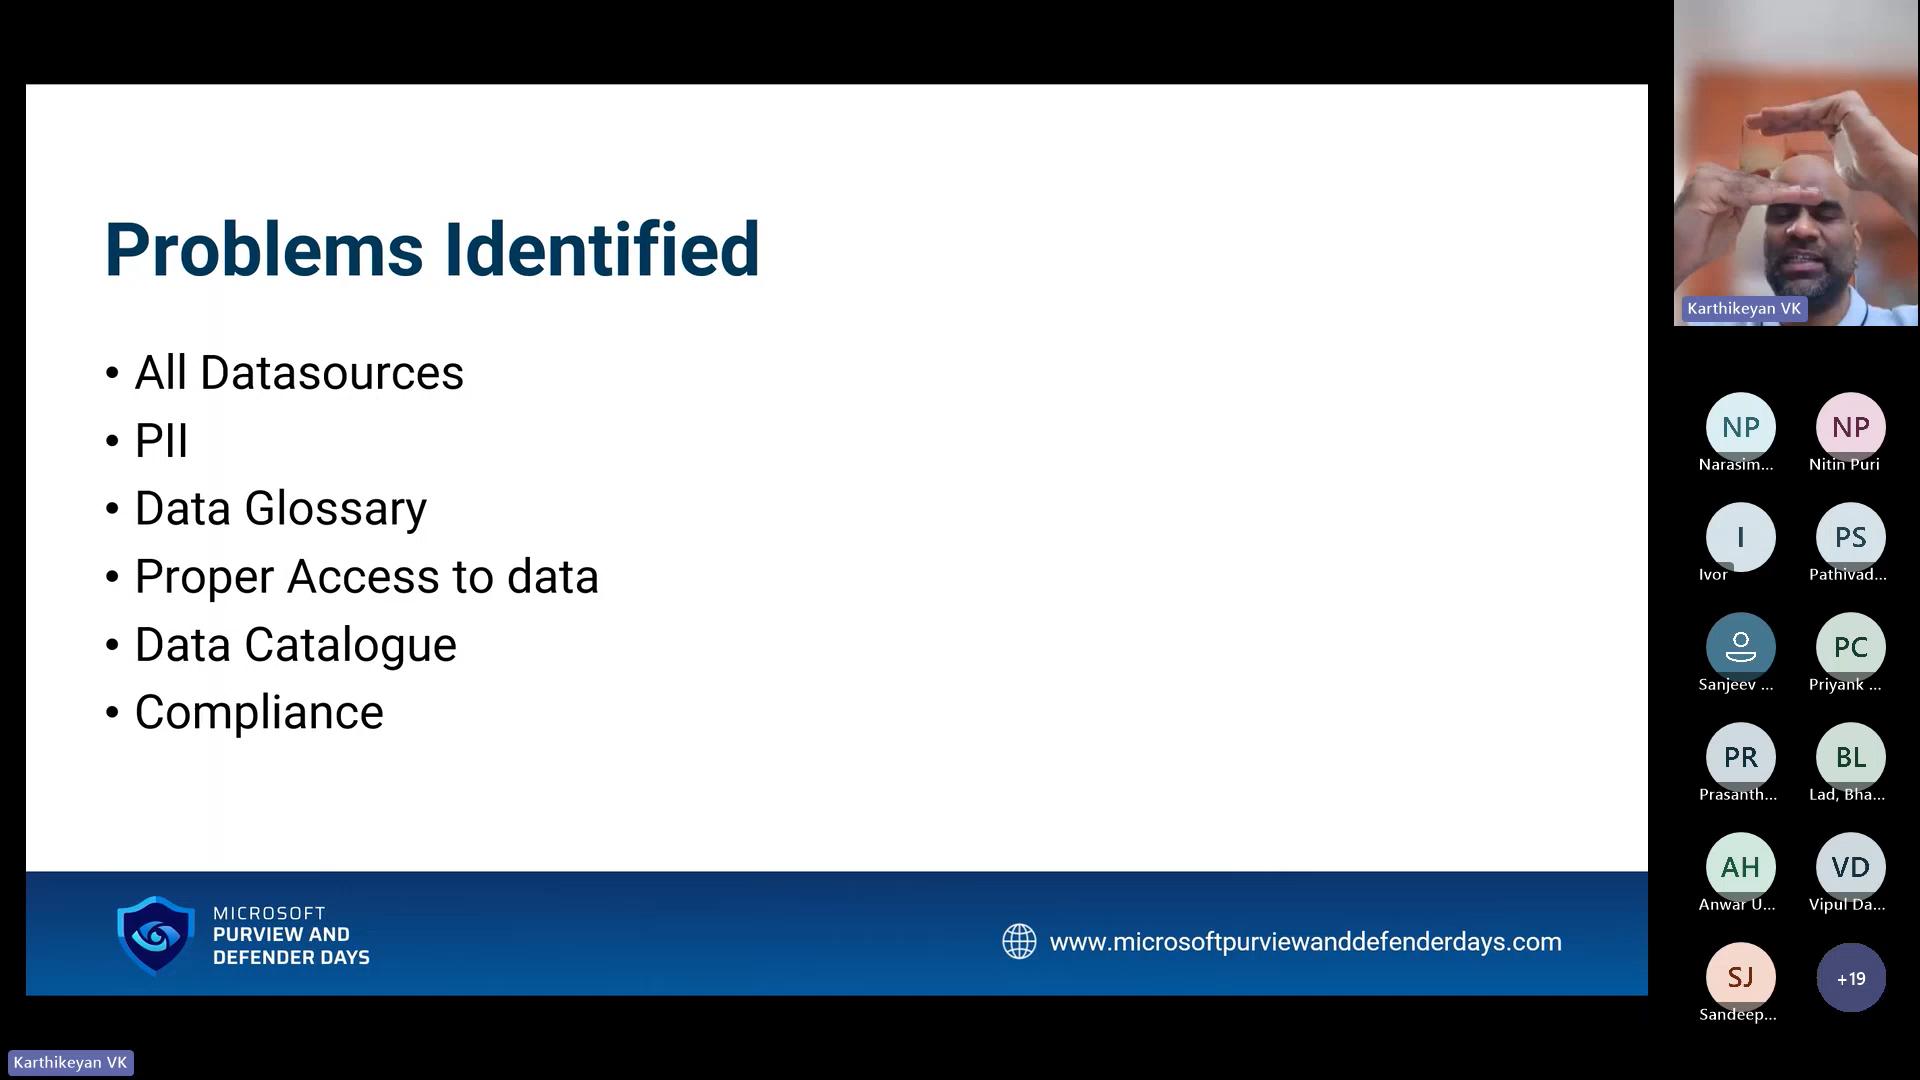 Problems Identified
• All Datasources
• PII
• Data Glossary
• Proper Access to data
• Data Catalogue
• Compliance
MICROSOFT
PURVIEW AND
DEFENDER DAYS
www.microsoftpurviewanddefenderdays.com
Karthikeyan VK
NP
Narasim...
NP
Nitin Puri
I
Ivor
PS
Pathivad...
Sanjeev ...
PC
Priyank ...
PR
Prasanth...
BL
Lad, Bha...
AH
Anwar U...
VD
Vipul Da...
SJ
Sandeep...
+19
Karthikeyan VK